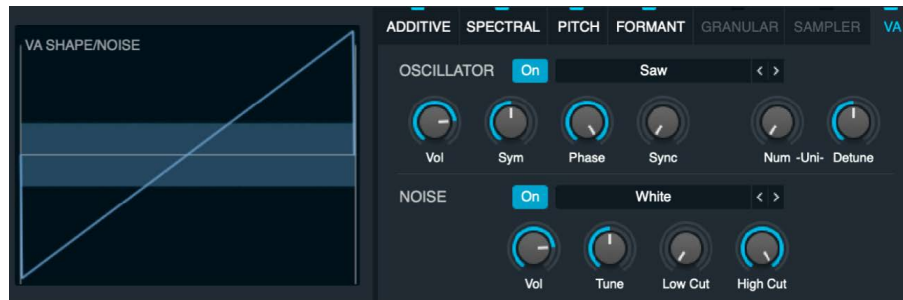 VA SHAPE/NOISE
ADDITIVE SPECTRAL PITCH FORMANT GRANULAR SAMPLER VA
OSCILLATOR On Saw < >
Vol Sym Phase Sync Num -Uni- Detune
NOISE On White < >
Vol Tune Low Cut High Cut